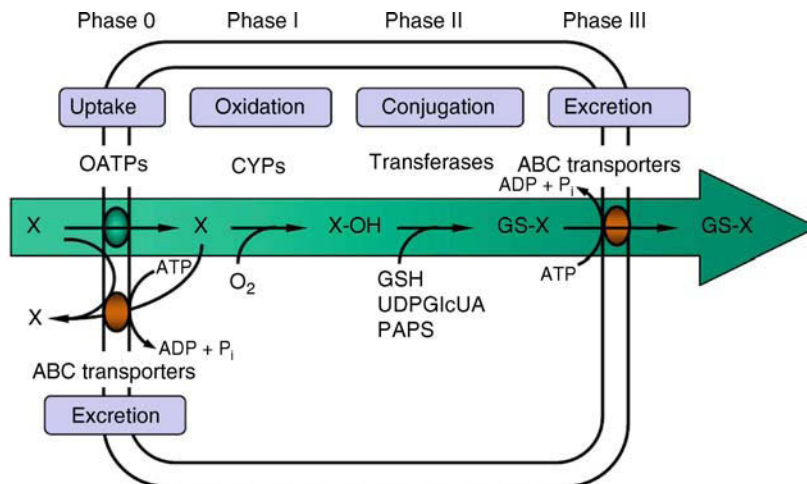 Phase 0 Phase I Phase II Phase III
Uptake Oxidation Conjugation Excretion
OATPs CYPs Transferases ABC transporters
ADP + Pi
X X X-OH GS-X GS-X
ATP O2 GSH ATP
UDPGlcUA
X PAPS
ADP + Pi
ABC transporters
Excretion